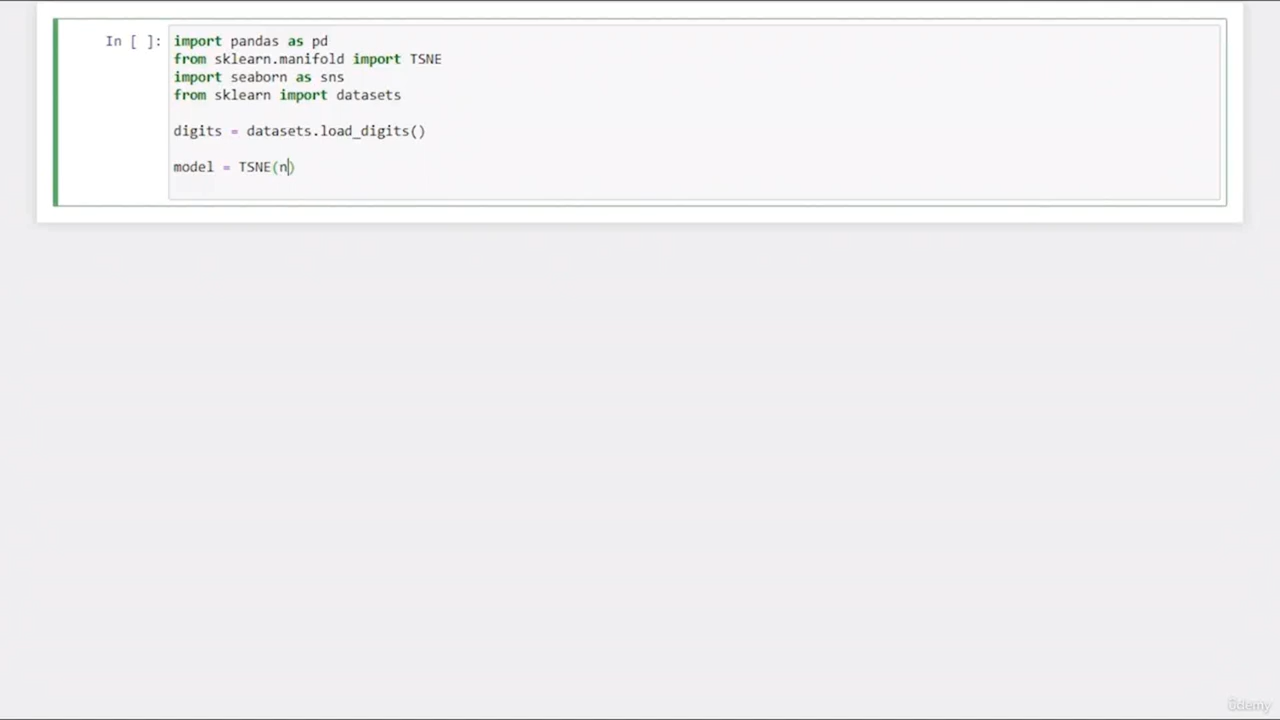 In [ ]: import pandas as pd
from sklearn.manifold import TSNE
import seaborn as sns
from sklearn import datasets
digits = datasets.load_digits()
model = TSNE(n)
ûdemy